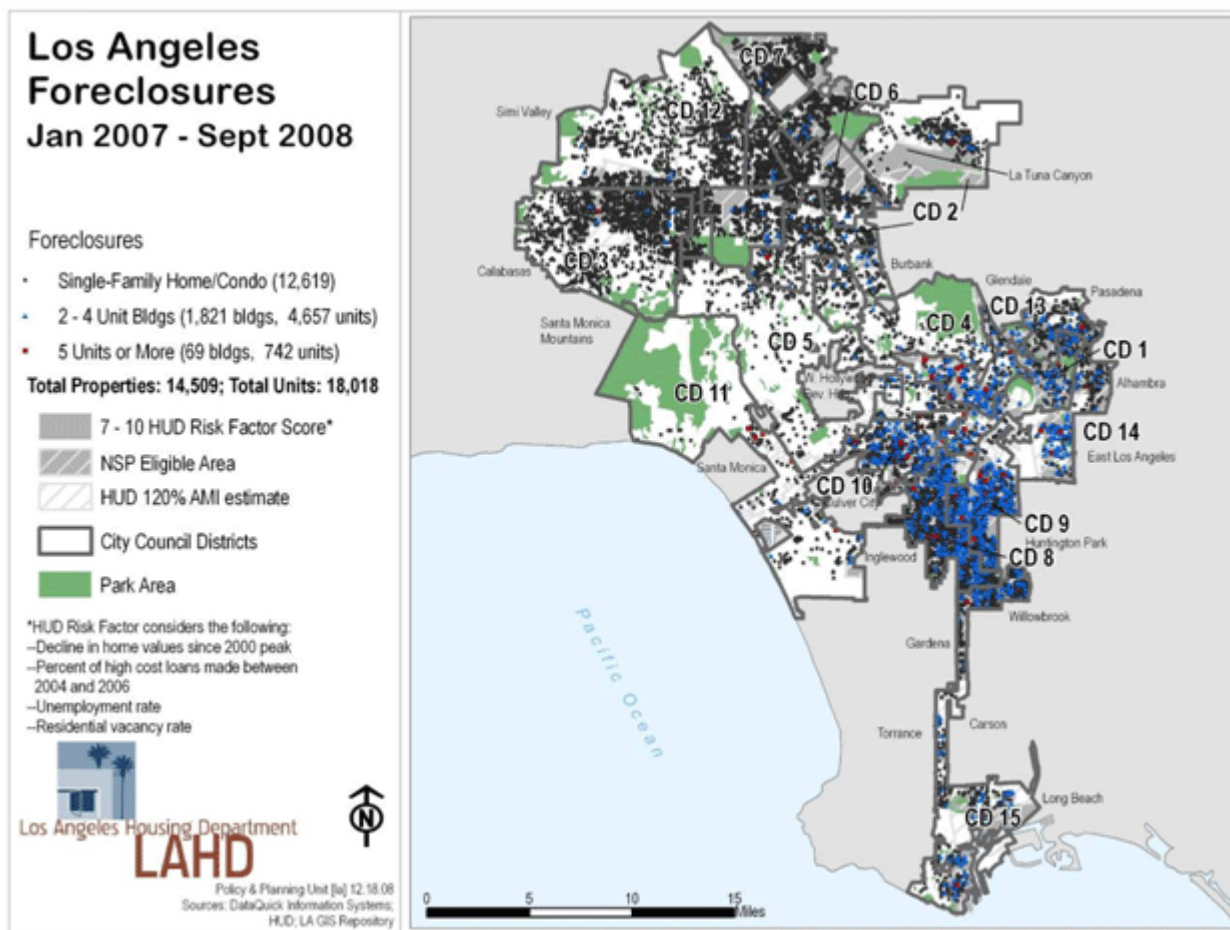 Los Angeles
Foreclosures
Jan 2007 - Sept 2008
Foreclosures
Single-Family Home/Condo (12,619)
2 - 4 Unit Bldgs (1,821 bldgs, 4,657 units)
5 Units or More (69 bldgs, 742 units)
Total Properties: 14,509; Total Units: 18,018
7 - 10 HUD Risk Factor Score*
NSP Eligible Area
HUD 120% AMI estimate
City Council Districts
Park Area
*HUD Risk Factor considers the following:
--Decline in home values since 2000 peak
--Percent of high cost loans made between
2004 and 2006
--Unemployment rate
--Residential vacancy rate
Los Angeles Housing Department
LAHD
N
Policy & Planning Unit [la] 12.18.08
Sources: DataQuick Information Systems;
HUD; LA GIS Repository
CD 7
CD 6
Simi Valley
CD 12
La Tuna Canyon
CD 2
CD 3
Calabasas
Burbank
Glendale
Pasadena
CD 13
Santa Monica
Mountains
CD 4
CD 5
CD 1
W. Hollyw
Bev. Hills
Alhambra
CD 11
CD 14
East Los Angeles
Santa Monica
CD 10
Culver City
CD 9
Huntington Park
Inglewood
CD 8
Willowbrook
Gardena
Pacific Ocean
Torrance
Carson
Long Beach
CD 15
0 5 10 15
Miles